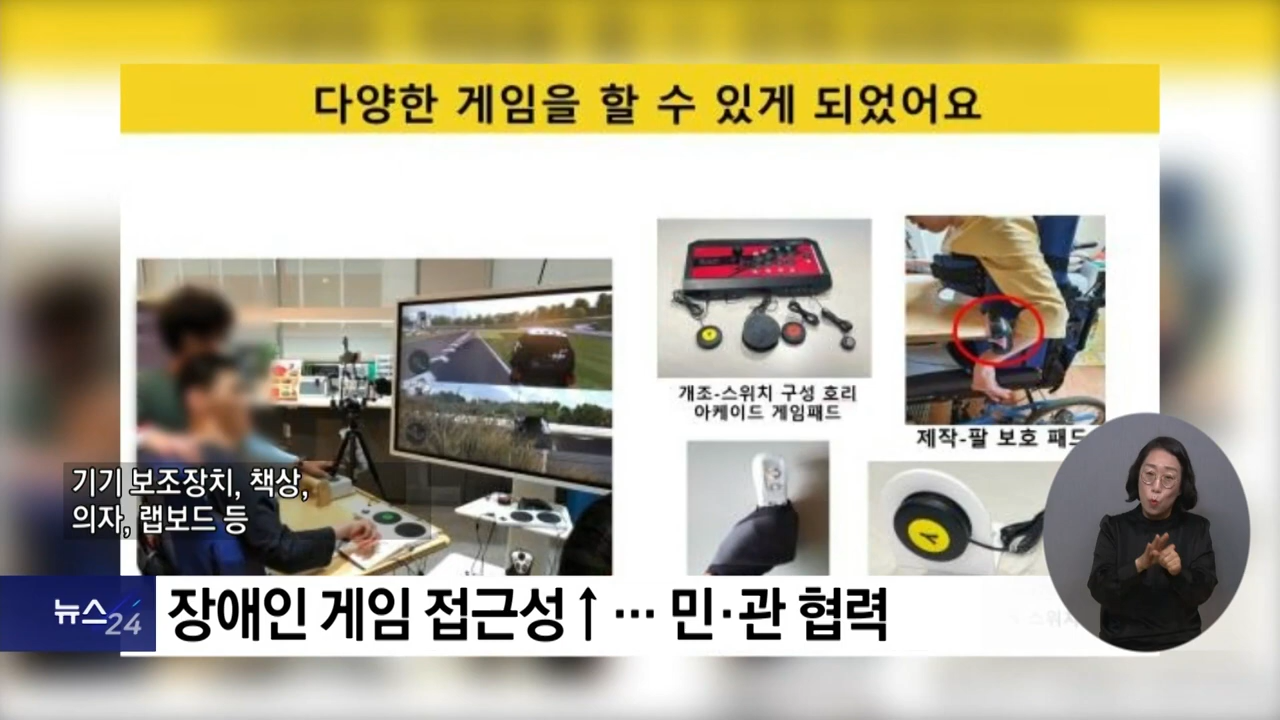 다양한 게임을 할 수 있게 되었어요
개조-스위치 구성 호리
아케이드 게임패드
제작-팔 보호 패드
기기 보조장치, 책상,
의자, 랩보드 등
뉴스24
장애인 게임 접근성↑… 민·관 협력